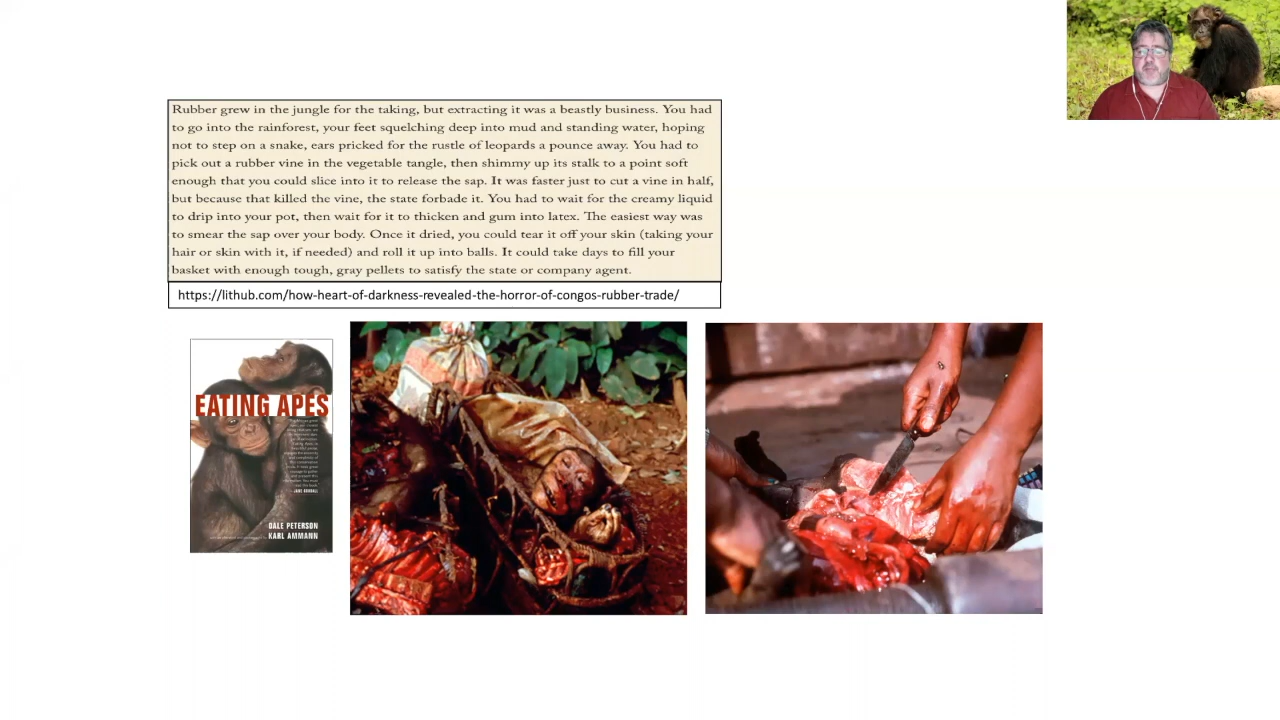 Rubber grew in the jungle for the taking, but extracting it was a beastly business. You had
to go into the rainforest, your feet squelching deep into mud and standing water, hoping
not to step on a snake, ears pricked for the rustle of leopards a pounce away. You had to
pick out a rubber vine in the vegetable tangle, then shimmy up its stalk to a point soft
enough that you could slice into it to release the sap. It was faster just to cut a vine in half,
but because that killed the vine, the state forbade it. You had to wait for the creamy liquid
to drip into your pot, then wait for it to thicken and gum into latex. The easiest way was
to smear the sap over your body. Once it dried, you could tear it off your skin (taking your
hair or skin with it, if needed) and roll it up into balls. It could take days to fill your
basket with enough tough, gray pellets to satisfy the state or company agent.
https://lithub.com/how-heart-of-darkness-revealed-the-horror-of-congos-rubber-trade/
EATING APES
DALE PETERSON
KARL AMMANN